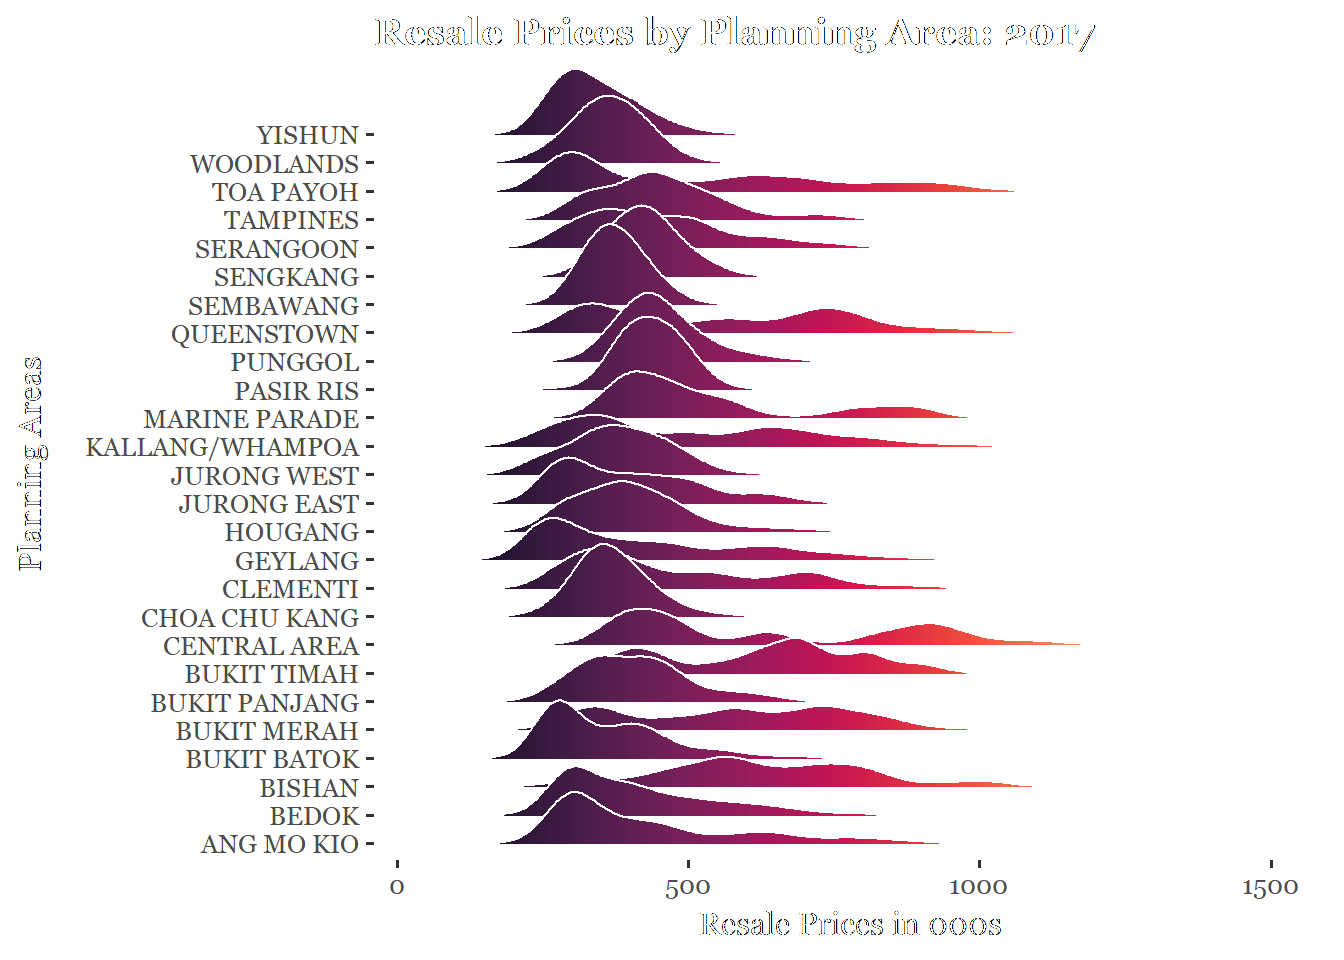 Resale Prices by Planning Area: 2017
Planning Areas
YISHUN
WOODLANDS
TOA PAYOH
TAMPINES
SERANGOON
SENGKANG
SEMBAWANG
QUEENSTOWN
PUNGGOL
PASIR RIS
MARINE PARADE
KALLANG/WHAMPOA
JURONG WEST
JURONG EAST
HOUGANG
GEYLANG
CLEMENTI
CHOA CHU KANG
CENTRAL AREA
BUKIT TIMAH
BUKIT PANJANG
BUKIT MERAH
BUKIT BATOK
BISHAN
BEDOK
ANG MO KIO
0 500 1000 1500
Resale Prices in 000s